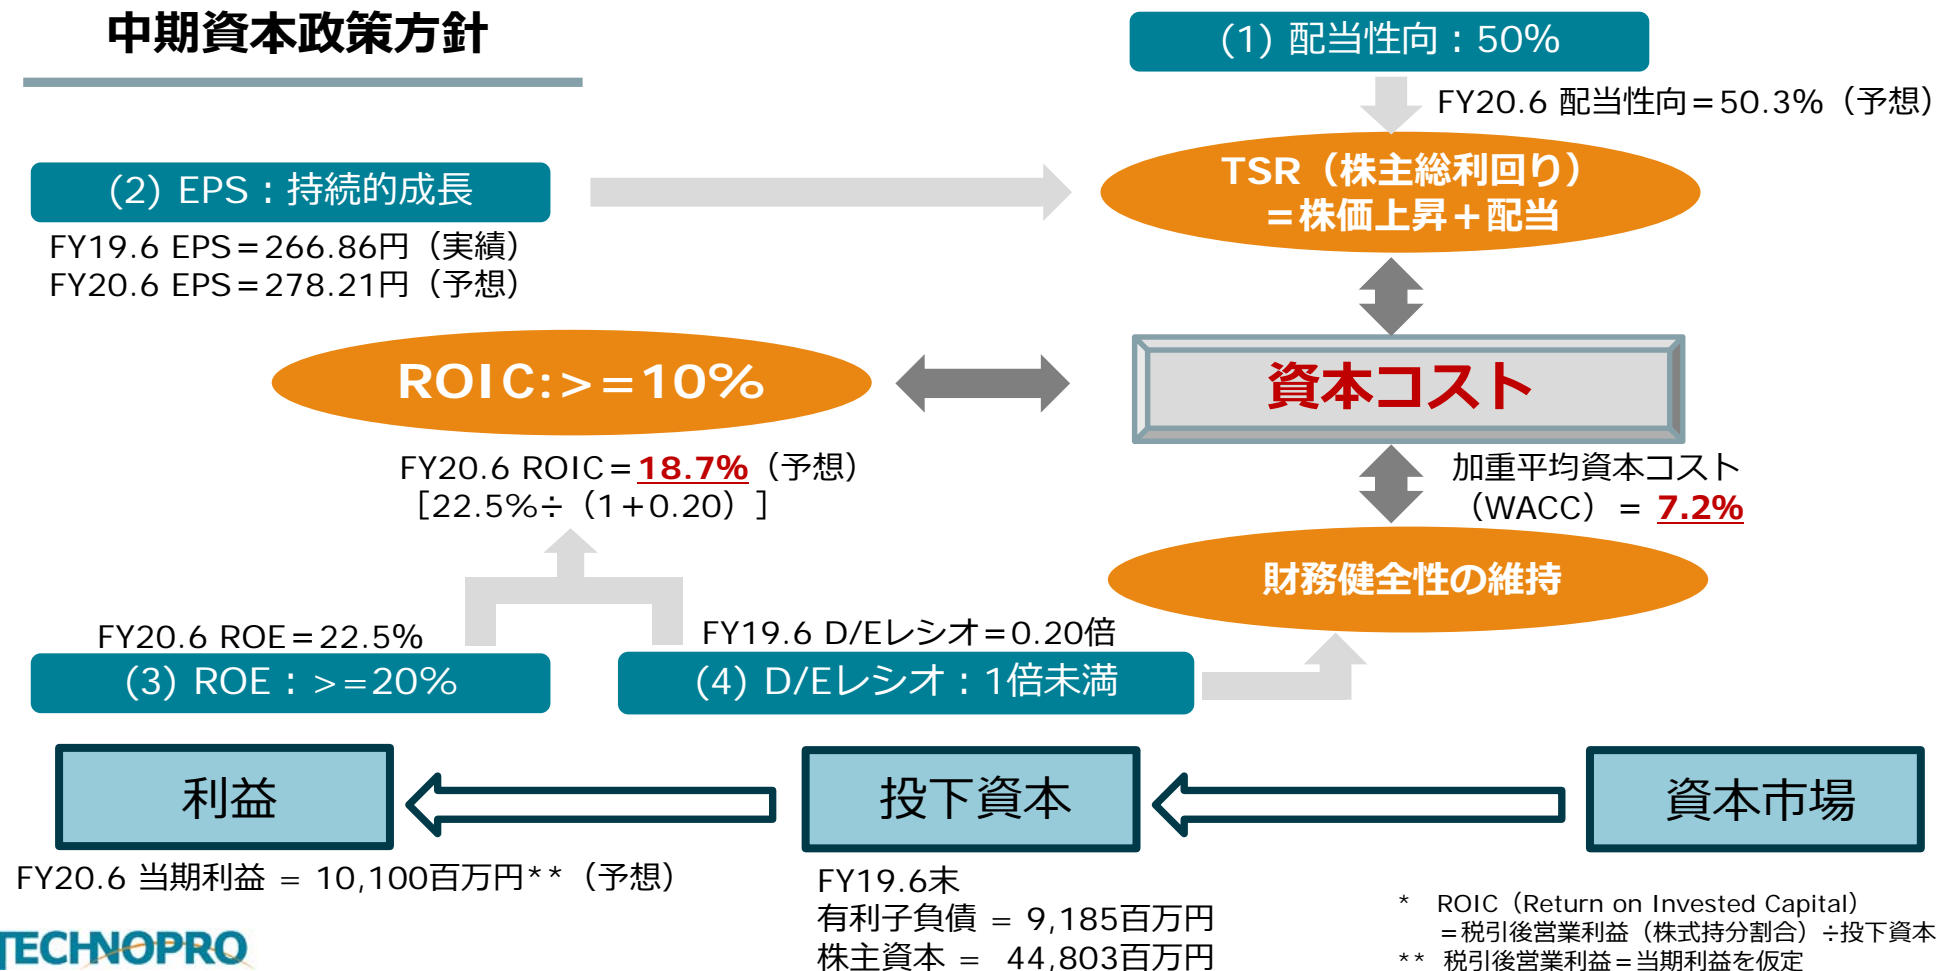 中期資本政策方針
(1) 配当性向：50%
FY20.6 配当性向＝50.3%（予想）
TSR（株主総利回り）
＝株価上昇＋配当
(2) EPS：持続的成長
FY19.6 EPS＝266.86円（実績）
FY20.6 EPS＝278.21円（予想）
ROIC:>=10%
資本コスト
FY20.6 ROIC＝18.7%（予想）
［22.5%÷（1＋0.20）］
加重平均資本コスト
（WACC）＝ 7.2%
財務健全性の維持
FY20.6 ROE＝22.5%
(3) ROE：>=20%
FY19.6 D/Eレシオ＝0.20倍
(4) D/Eレシオ：1倍未満
利益
投下資本
資本市場
FY20.6 当期利益 = 10,100百万円**（予想）
FY19.6末
有利子負債 = 9,185百万円
株主資本 = 44,803百万円
* ROIC（Return on Invested Capital）
＝税引後営業利益（株式持分割合）÷投下資本
** 税引後営業利益＝当期利益を仮定
TECHNOPRO